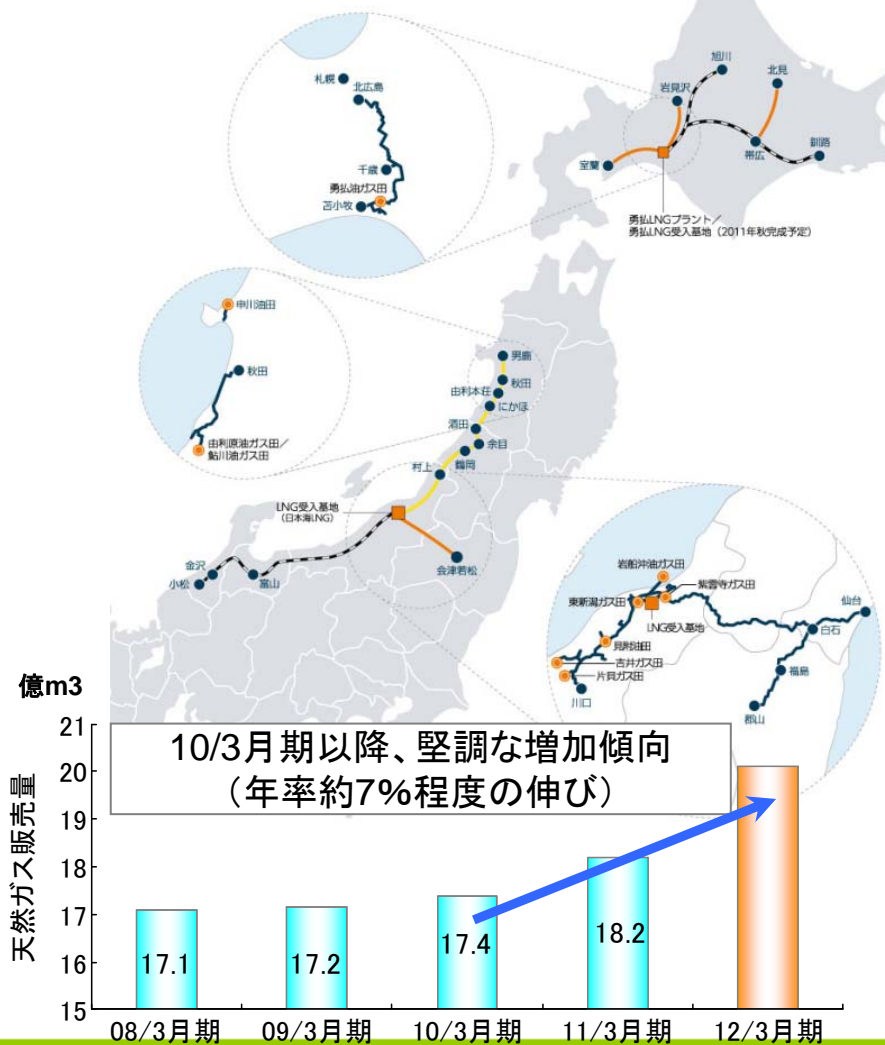 旭川
北見
岩見沢
釧路
帯広
室蘭
勇払LNGプラント／
勇払LNG受入基地（2011年秋完成予定）
札幌
北広島
千歳
勇払油ガス田
苫小牧
申川油田
秋田
由利原油ガス田／
鮎川油ガス田
男鹿
秋田
由利本荘
にかほ
酒田
余目
鶴岡
村上
LNG受入基地
（日本海LNG）
会津若松
金沢
小松
富山
岩船沖油ガス田
紫雲寺ガス田
東新潟ガス田
LNG受入基地
仙台
白石
見附油田
吉井ガス田
片貝ガス田
福島
川口
郡山
億m3
天然ガス販売量
10/3月期以降、堅調な増加傾向
（年率約7%程度の伸び）
21
20
19
18
17
16
15
17.1
17.2
17.4
18.2
08/3月期
09/3月期
10/3月期
11/3月期
12/3月期